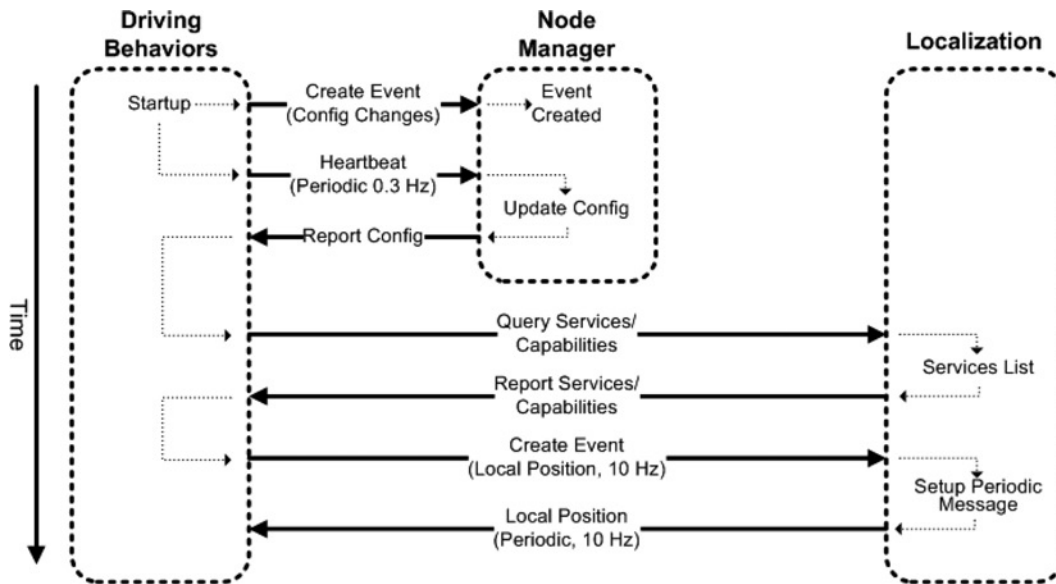 Driving
Behaviors
Node
Manager
Localization
Startup
Create Event
(Config Changes)
Event
Created
Heartbeat
(Periodic 0.3 Hz)
Update Config
Report Config
Time
Query Services/
Capabilities
Services List
Report Services/
Capabilities
Create Event
(Local Position, 10 Hz)
Setup Periodic
Message
Local Position
(Periodic, 10 Hz)